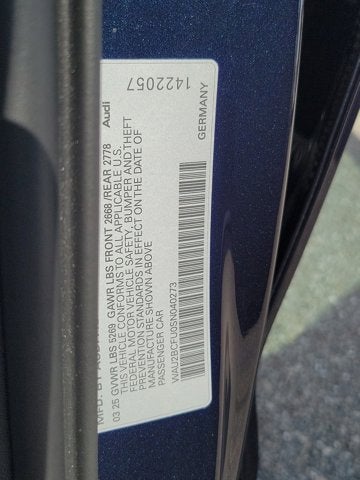 MFD. BY
03 25 GVWR LBS 5269 GAWR LBS FRONT 2668 /REAR 2778
THIS VEHICLE CONFORMS TO ALL APPLICABLE U.S.
FEDERAL MOTOR VEHICLE SAFETY, BUMPER AND THEFT
PREVENTION STANDARDS IN EFFECT ON THE DATE OF
MANUFACTURE SHOWN ABOVE
PASSENGER CAR
WAU2BCFU0SN040273
Audi
GERMANY
1422057